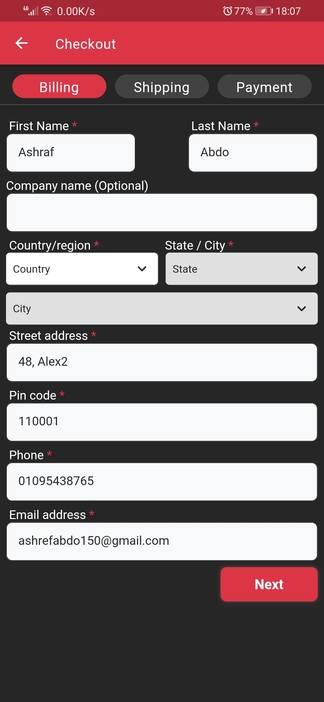 0.00K/s 77% 18:07
Checkout
Billing Shipping Payment
First Name * Last Name *
Ashraf Abdo
Company name (Optional)
Country/region * State / City *
Country State
City
Street address *
48, Alex2
Pin code *
110001
Phone *
01095438765
Email address *
ashrefabdo150@gmail.com
Next